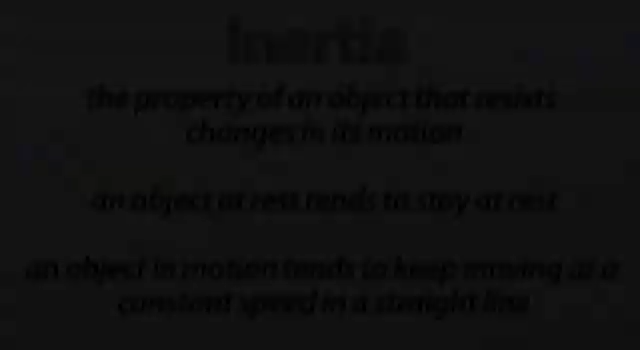 Inertia
the property of an object that resists
changes in its motion
an object at rest tends to stay at rest
an object in motion tends to keep moving at a
constant speed in a straight line